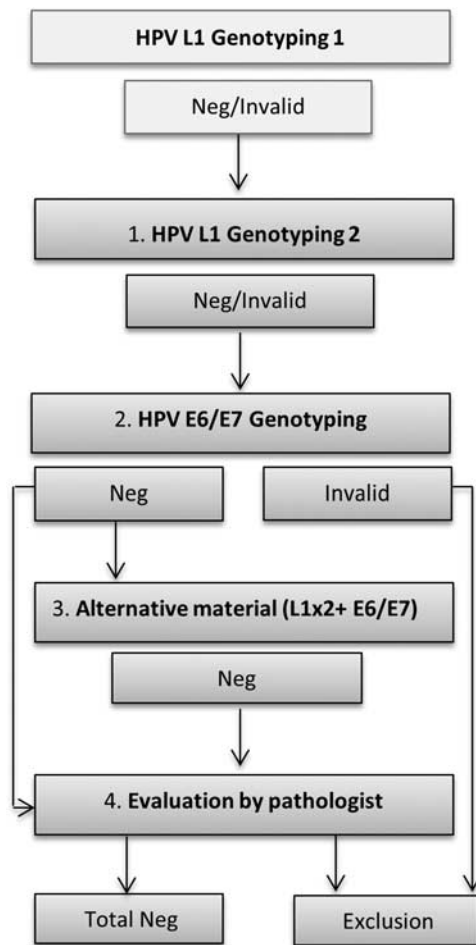 HPV L1 Genotyping 1
Neg/Invalid
1. HPV L1 Genotyping 2
Neg/Invalid
2. HPV E6/E7 Genotyping
Neg
Invalid
3. Alternative material (L1x2+ E6/E7)
Neg
4. Evaluation by pathologist
Total Neg
Exclusion